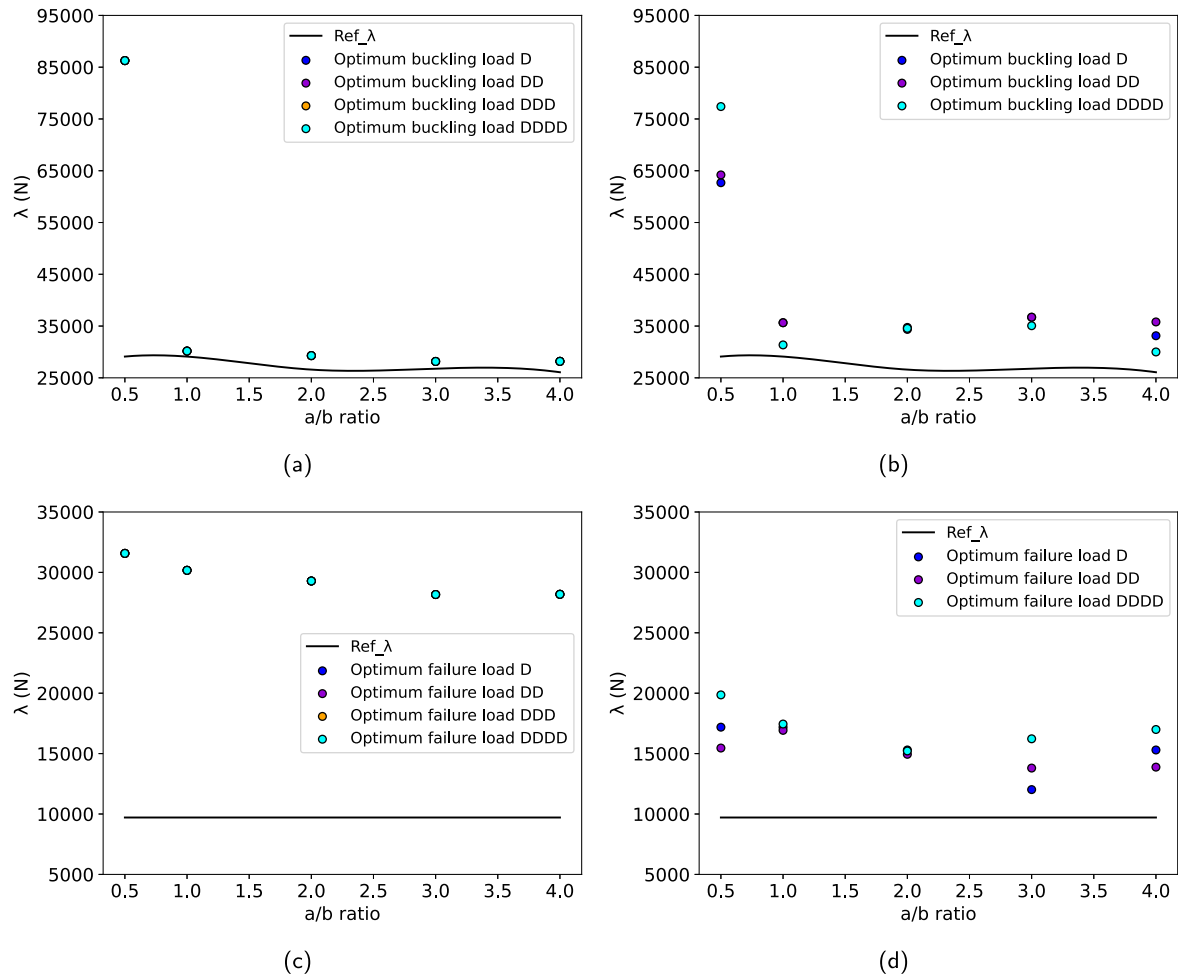 95000
85000
75000
65000
55000
45000
35000
25000
λ (N)
0.5 1.0 1.5 2.0 2.5 3.0 3.5 4.0
a/b ratio
Ref_λ
Optimum buckling load D
Optimum buckling load DD
Optimum buckling load DDD
Optimum buckling load DDDD
(a)
95000
85000
75000
65000
55000
45000
35000
25000
λ (N)
0.5 1.0 1.5 2.0 2.5 3.0 3.5 4.0
a/b ratio
Ref_λ
Optimum buckling load D
Optimum buckling load DD
Optimum buckling load DDDD
(b)
35000
30000
25000
20000
15000
10000
5000
λ (N)
0.5 1.0 1.5 2.0 2.5 3.0 3.5 4.0
a/b ratio
Ref_λ
Optimum failure load D
Optimum failure load DD
Optimum failure load DDD
Optimum failure load DDDD
(c)
35000
30000
25000
20000
15000
10000
5000
λ (N)
0.5 1.0 1.5 2.0 2.5 3.0 3.5 4.0
a/b ratio
Ref_λ
Optimum failure load D
Optimum failure load DD
Optimum failure load DDDD
(d)